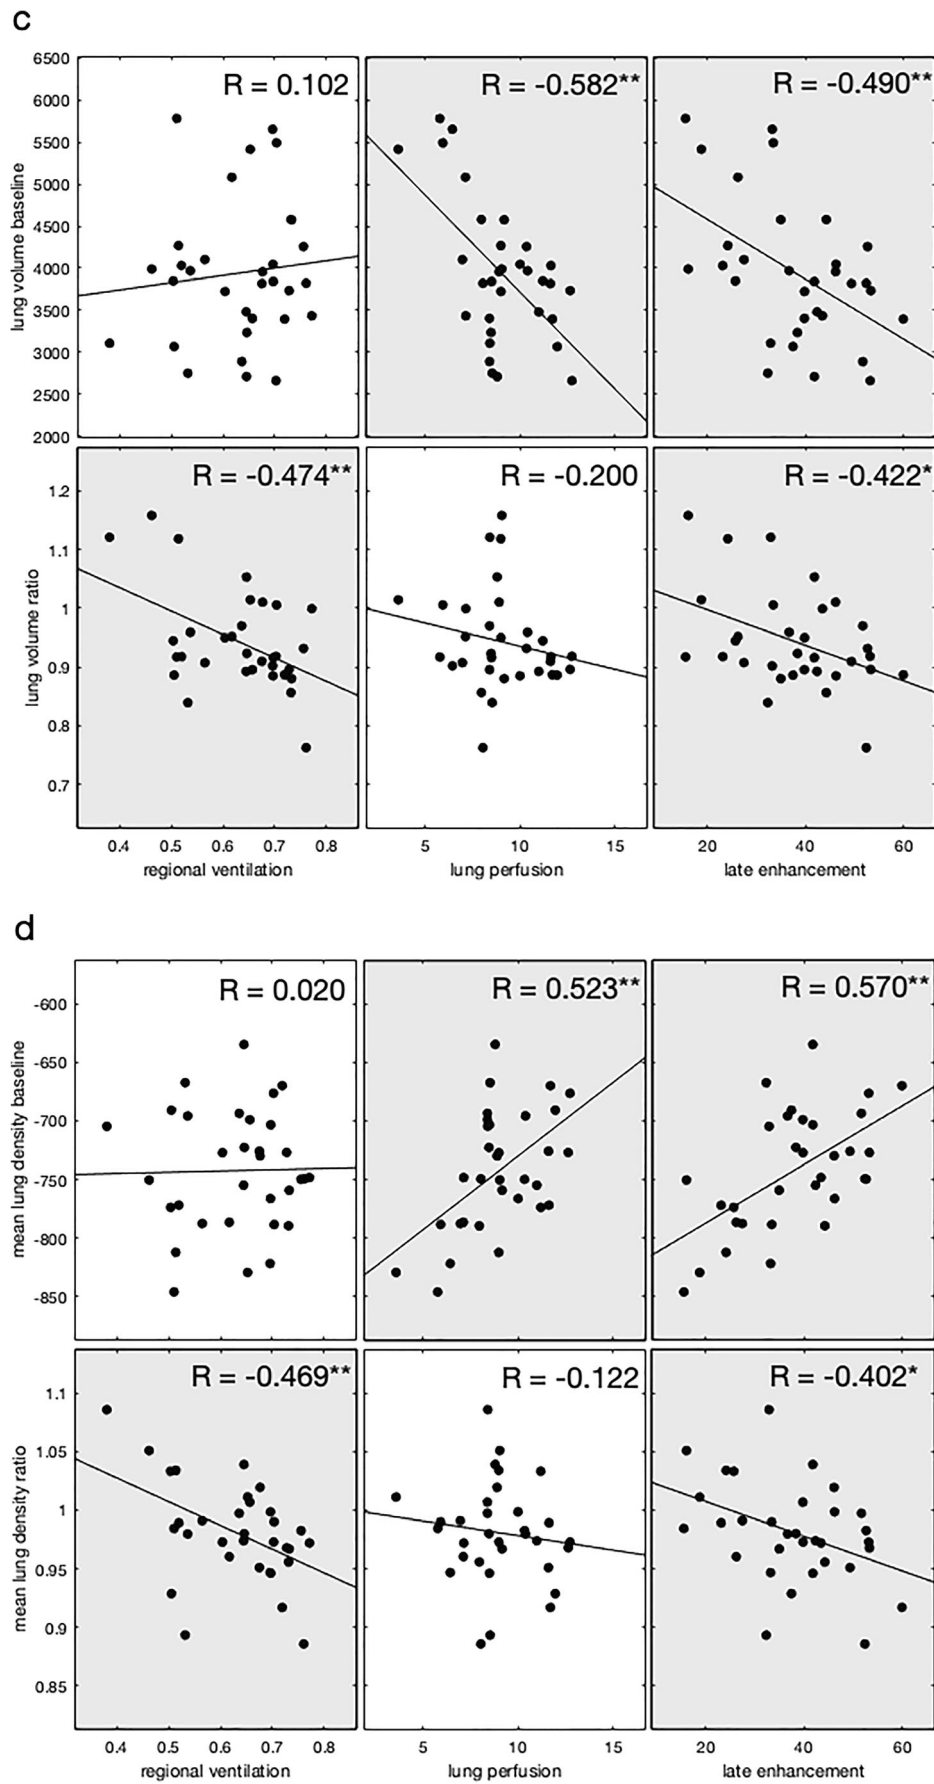 c
R = 0.102
R = -0.582**
R = -0.490**
lung volume baseline
6500
6000
5500
5000
4500
4000
3500
3000
2500
2000
R = -0.474**
R = -0.200
R = -0.422*
lung volume ratio
1.2
1.1
1
0.9
0.8
0.7
0.4 0.5 0.6 0.7 0.8
5 10 15
20 40 60
regional ventilation
lung perfusion
late enhancement
d
R = 0.020
R = 0.523**
R = 0.570**
mean lung density baseline
-600
-650
-700
-750
-800
-850
R = -0.469**
R = -0.122
R = -0.402*
mean lung density ratio
1.1
1.05
1
0.95
0.9
0.85
0.4 0.5 0.6 0.7 0.8
5 10 15
20 40 60
regional ventilation
lung perfusion
late enhancement